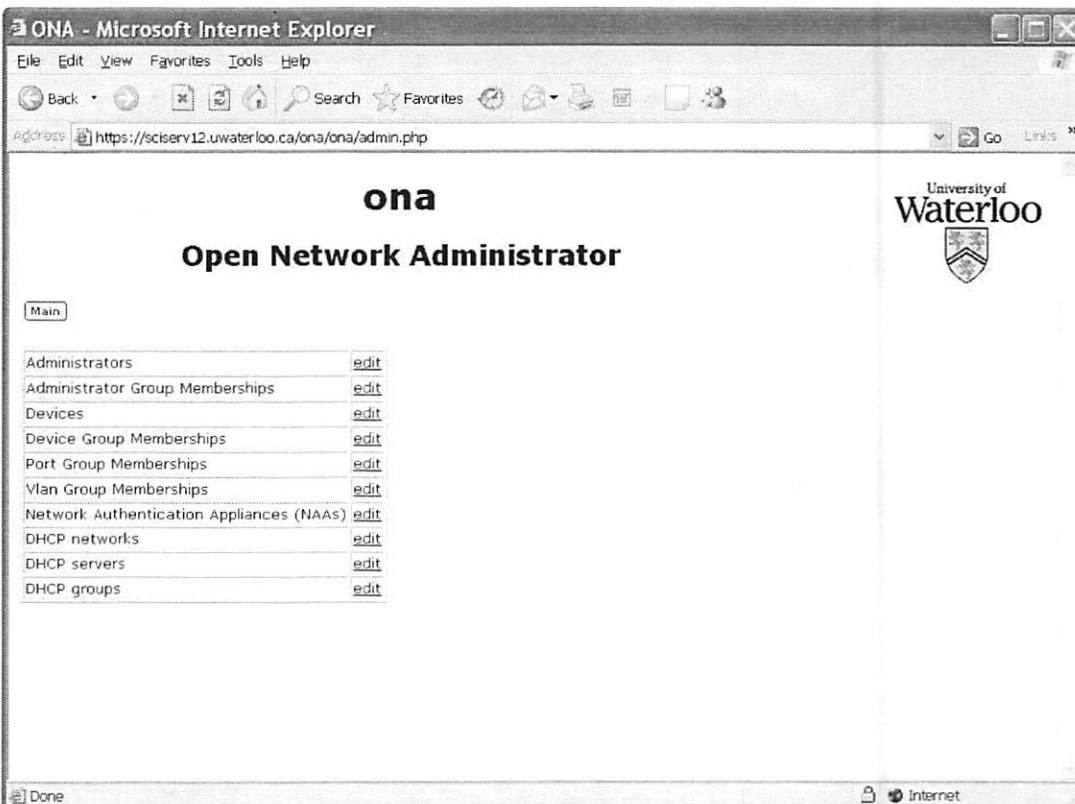 ONA - Microsoft Internet Explorer
File Edit View Favorites Tools Help
Back Search Favorites
Address https://sciserv12.uwaterloo.ca/ona/ona/admin.php Go Links »
ona
University of
Waterloo
Open Network Administrator
Main
Administrators edit
Administrator Group Memberships edit
Devices edit
Device Group Memberships edit
Port Group Memberships edit
Vlan Group Memberships edit
Network Authentication Appliances (NAAs) edit
DHCP networks edit
DHCP servers edit
DHCP groups edit
Done Internet